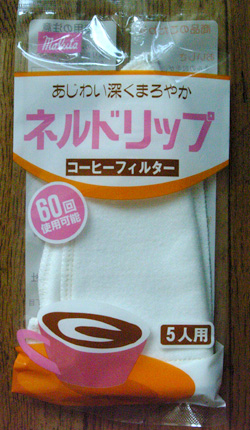 Malula
あじわい深くまろやか
ネルドリップ
コーヒーフィルター
60回
使用可能
5人用